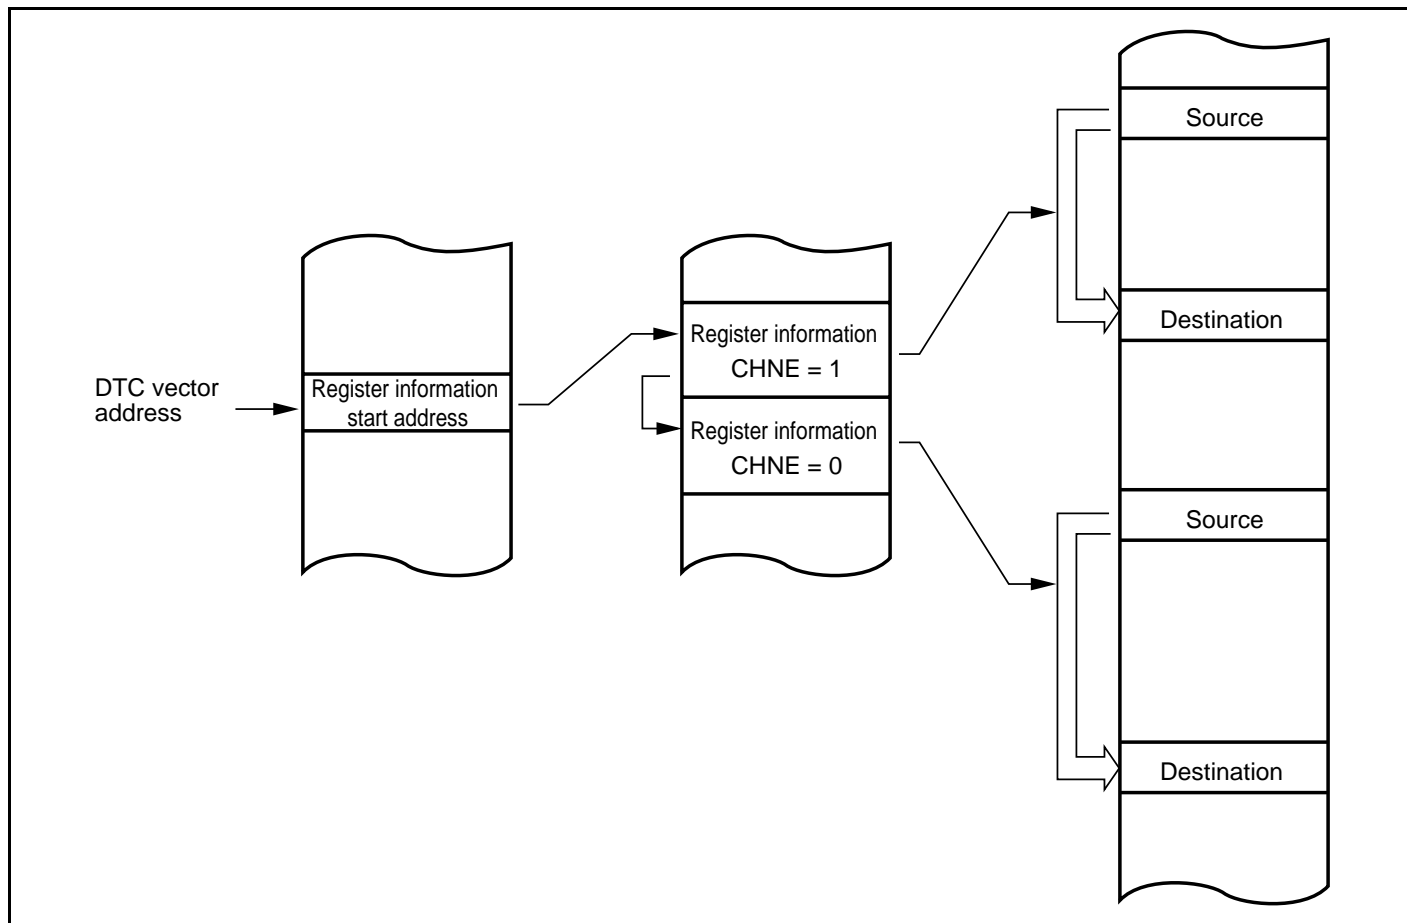 DTC vector
address
Register information
start address
Register information
CHNE = 1
Register information
CHNE = 0
Source
Destination
Source
Destination